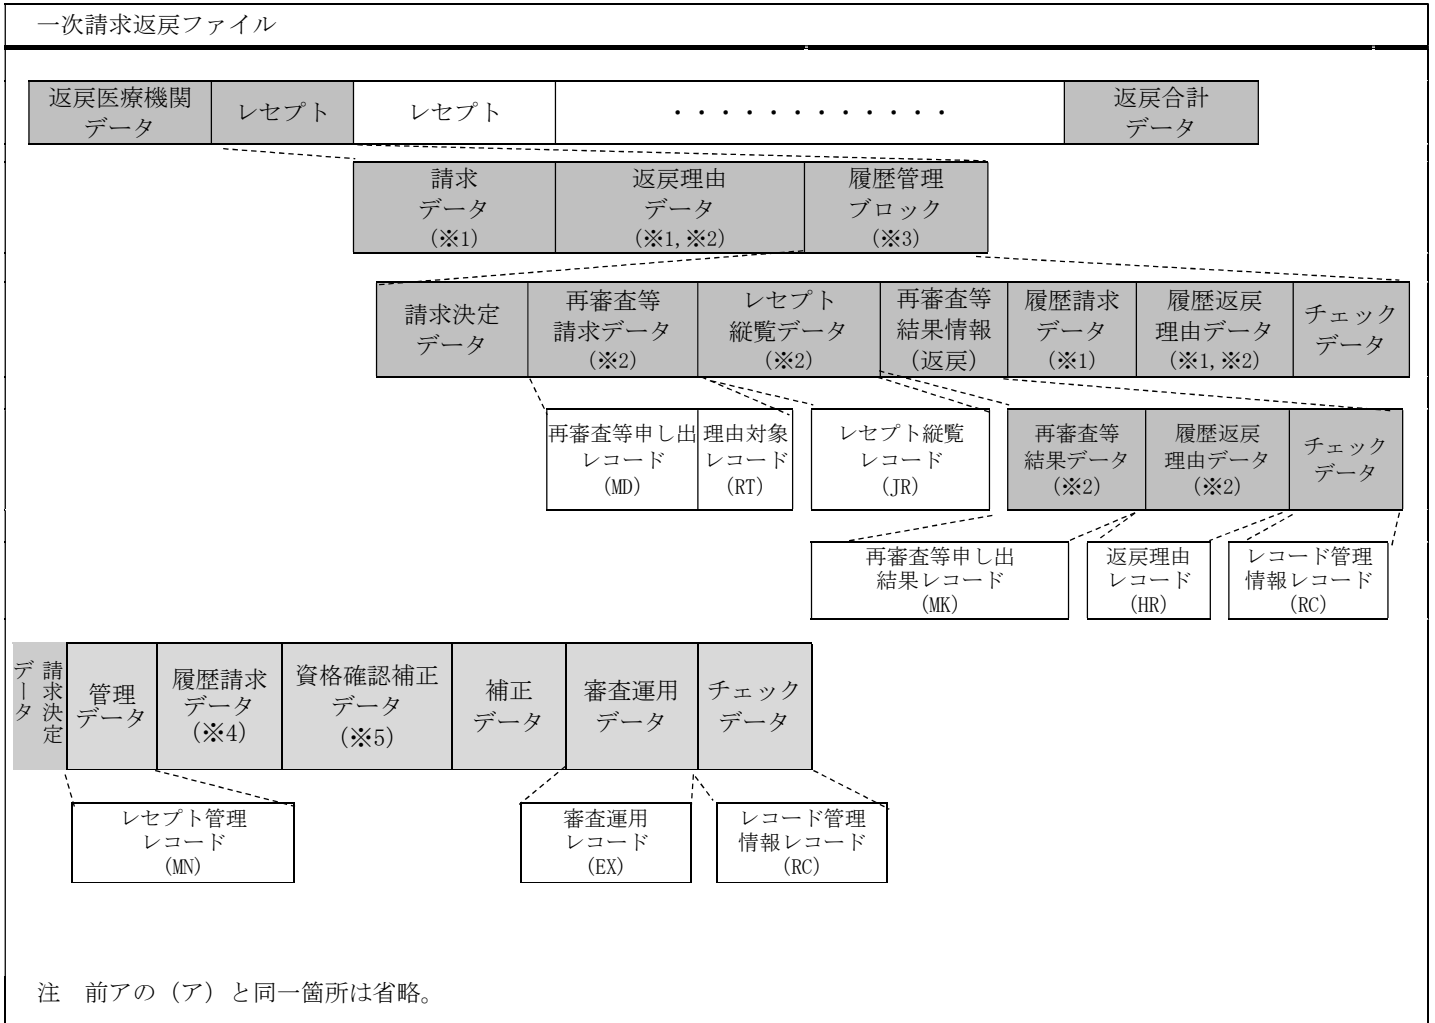 一次請求返戻ファイル
返戻医療機関
データ
レセプト
レセプト
・・・・・・・・・・・・
返戻合計
データ
請求
データ
(※1)
返戻理由
データ
(※1,※2)
履歴管理
ブロック
(※3)
請求決定
データ
再審査等
請求データ
(※2)
レセプト
縦覧データ
(※2)
再審査等
結果情報
(返戻)
履歴請求
データ
(※1)
履歴返戻
理由データ
(※1,※2)
チェック
データ
再審査等申し出
レコード
(MD)
理由対象
レコード
(RT)
レセプト縦覧
レコード
(JR)
再審査等
結果データ
(※2)
履歴返戻
理由データ
(※2)
チェック
データ
再審査等申し出
結果レコード
(MK)
返戻理由
レコード
(HR)
レコード管理
情報レコード
(RC)
請求決定
データ
管理
データ
履歴請求
データ
(※4)
資格確認補正
データ
(※5)
補正
データ
審査運用
データ
チェック
データ
レセプト管理
レコード
(MN)
審査運用
レコード
(EX)
レコード管理
情報レコード
(RC)
注　前アの（ア）と同一箇所は省略。